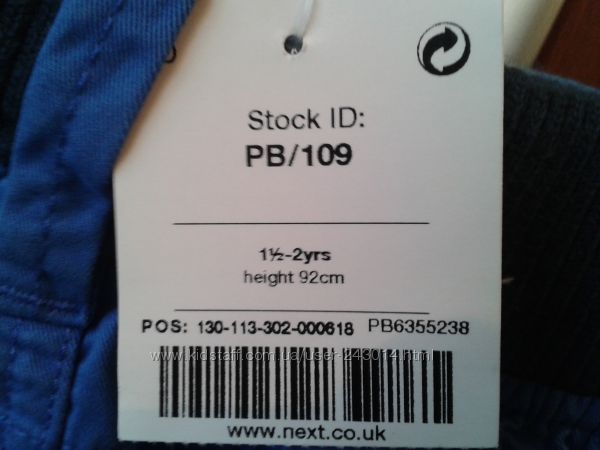 Stock ID:
PB/109
1½-2yrs
height 92cm
POS: 130-113-302-000618 PB6355238
www.kidstaff.com.ua/user-243014.html
www.next.co.uk